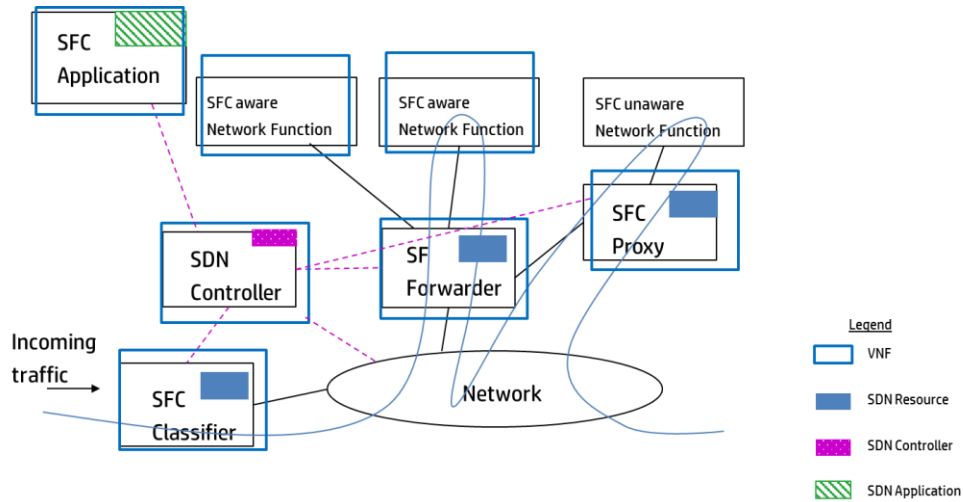 SFC
Application
SFC aware
Network Function
SFC aware
Network Function
SFC unaware
Network Function
SDN
Controller
SF
Forwarder
SFC
Proxy
Incoming
traffic
SFC
Classifier
Network
Legend
VNF
SDN Resource
SDN Controller
SDN Application